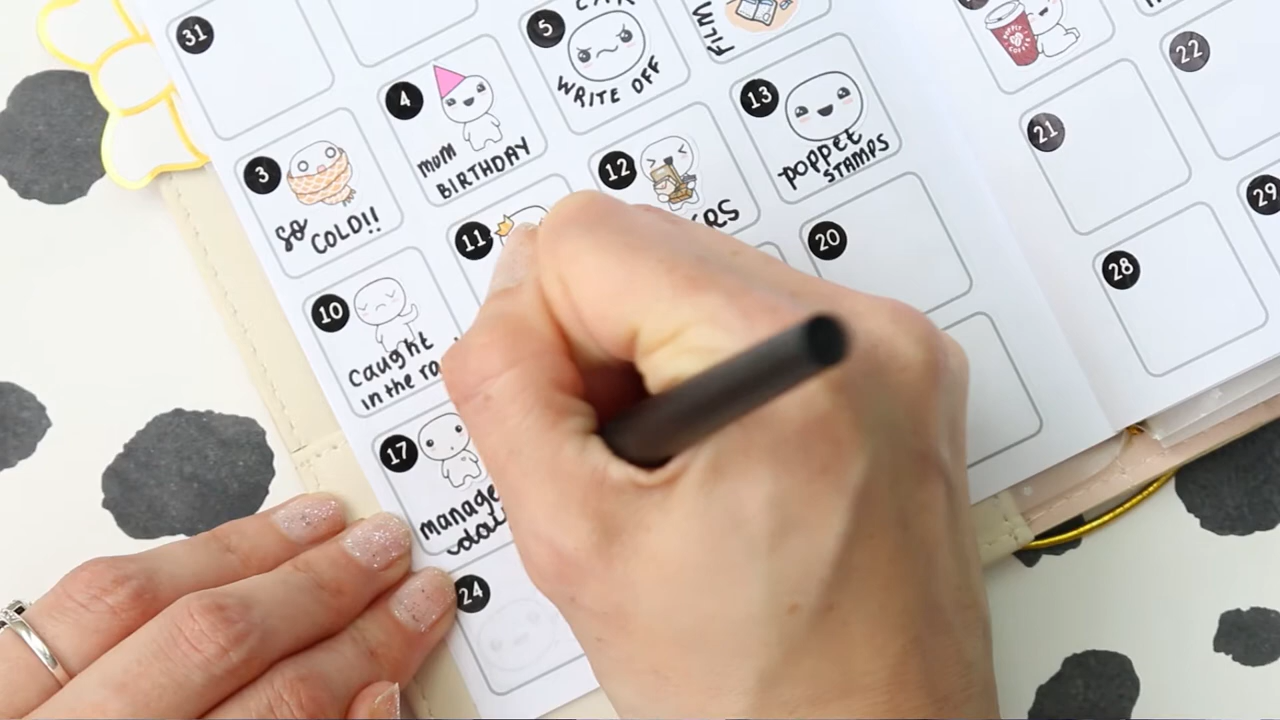 31
5
CAR
WRITE OFF
FILM
4
mum
BIRTHDAY
13
poppet
STAMPS
22
3
SO
COLD!!
12
21
11
20
29
10
caught
in the
28
17
manage
24